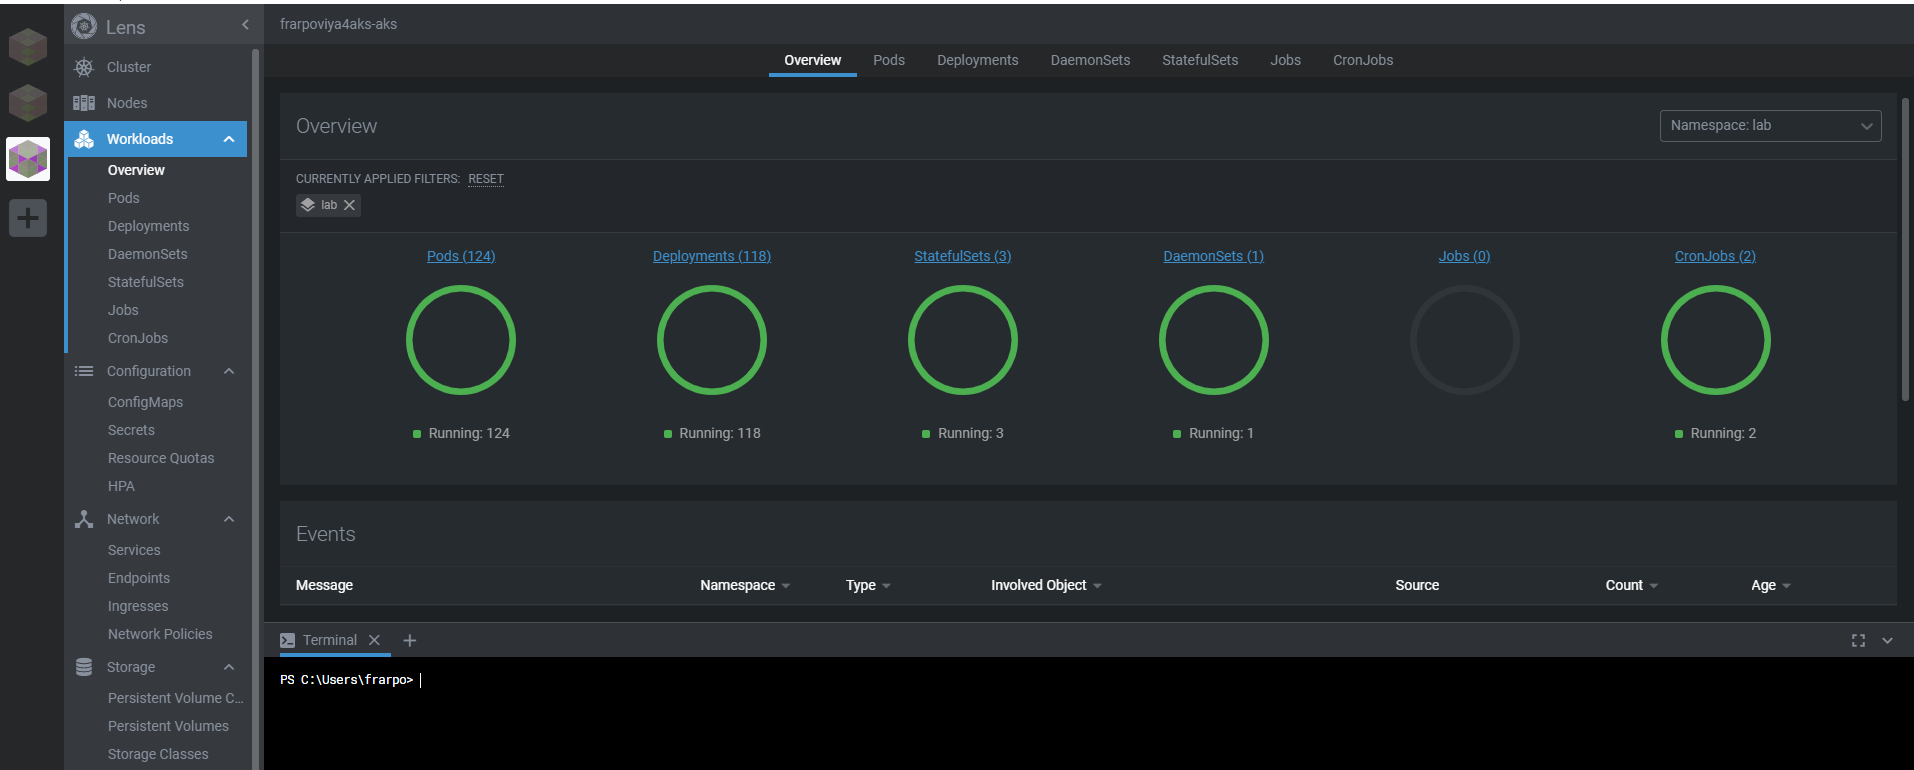 Lens
Cluster
Nodes
Workloads
Overview
Pods
Deployments
DaemonSets
StatefulSets
Jobs
CronJobs
Configuration
ConfigMaps
Secrets
Resource Quotas
HPA
Network
Services
Endpoints
Ingresses
Network Policies
Storage
Persistent Volume C...
Persistent Volumes
Storage Classes
frarpoviya4aks-aks
Overview Pods Deployments DaemonSets StatefulSets Jobs CronJobs
Overview
Namespace: lab
CURRENTLY APPLIED FILTERS: RESET
lab
Pods (124) Deployments (118) StatefulSets (3) DaemonSets (1) Jobs (0) CronJobs (2)
Running: 124 Running: 118 Running: 3 Running: 1 Running: 2
Events
Message Namespace Type Involved Object Source Count Age
Terminal
PS C:\Users\frarpo>